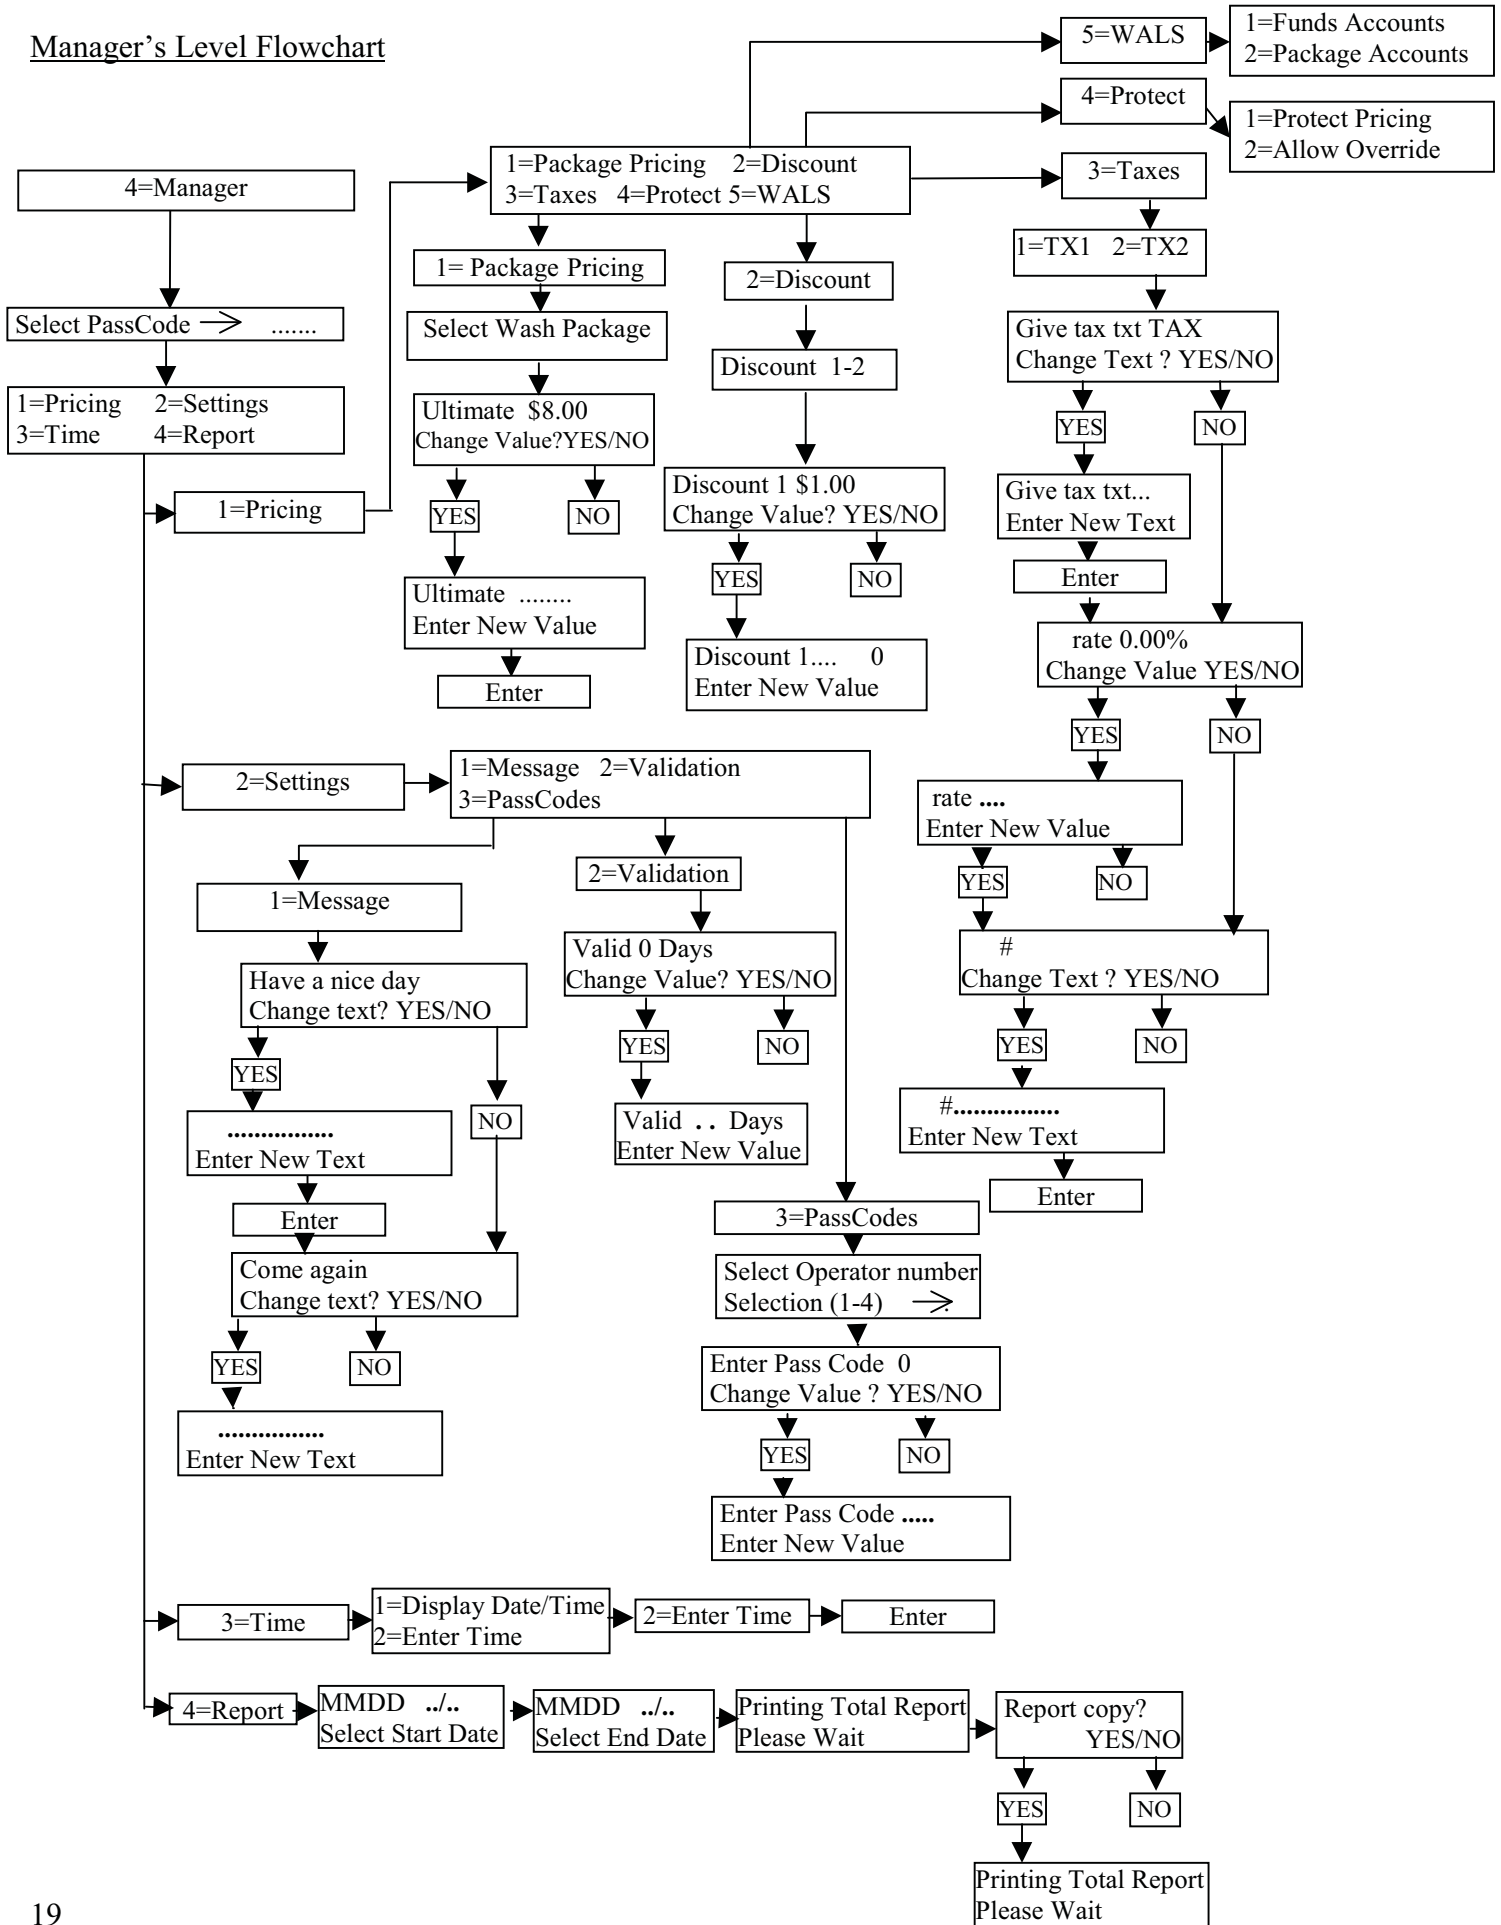 Manager's Level Flowchart
5=WALS
1=Funds Accounts
2=Package Accounts
4=Protect
1=Protect Pricing
2=Allow Override
4=Manager
Select PassCode → .......
1=Pricing 2=Settings
3=Time 4=Report
1=Pricing
1=Package Pricing 2=Discount
3=Taxes 4=Protect 5=WALS
1= Package Pricing
Select Wash Package
Ultimate $8.00
Change Value?YES/NO
YES
NO
Ultimate ........
Enter New Value
Enter
2=Discount
Discount 1-2
Discount 1 $1.00
Change Value? YES/NO
YES
NO
Discount 1.... 0
Enter New Value
3=Taxes
1=TX1 2=TX2
Give tax txt TAX
Change Text ? YES/NO
YES
NO
Give tax txt...
Enter New Text
Enter
rate 0.00%
Change Value YES/NO
YES
NO
rate ....
Enter New Value
YES
NO
#
Change Text ? YES/NO
YES
NO
#................
Enter New Text
Enter
2=Settings
1=Message 2=Validation
3=PassCodes
1=Message
Have a nice day
Change text? YES/NO
YES
NO
................
Enter New Text
Enter
Come again
Change text? YES/NO
YES
NO
................
Enter New Text
2=Validation
Valid 0 Days
Change Value? YES/NO
YES
NO
Valid . . Days
Enter New Value
3=PassCodes
Select Operator number
Selection (1-4) →.
Enter Pass Code 0
Change Value ? YES/NO
YES
NO
Enter Pass Code .....
Enter New Value
3=Time
1=Display Date/Time
2=Enter Time
2=Enter Time
Enter
4=Report
MMDD ../..
Select Start Date
MMDD ../..
Select End Date
Printing Total Report
Please Wait
Report copy?
YES/NO
YES
NO
Printing Total Report
Please Wait
19